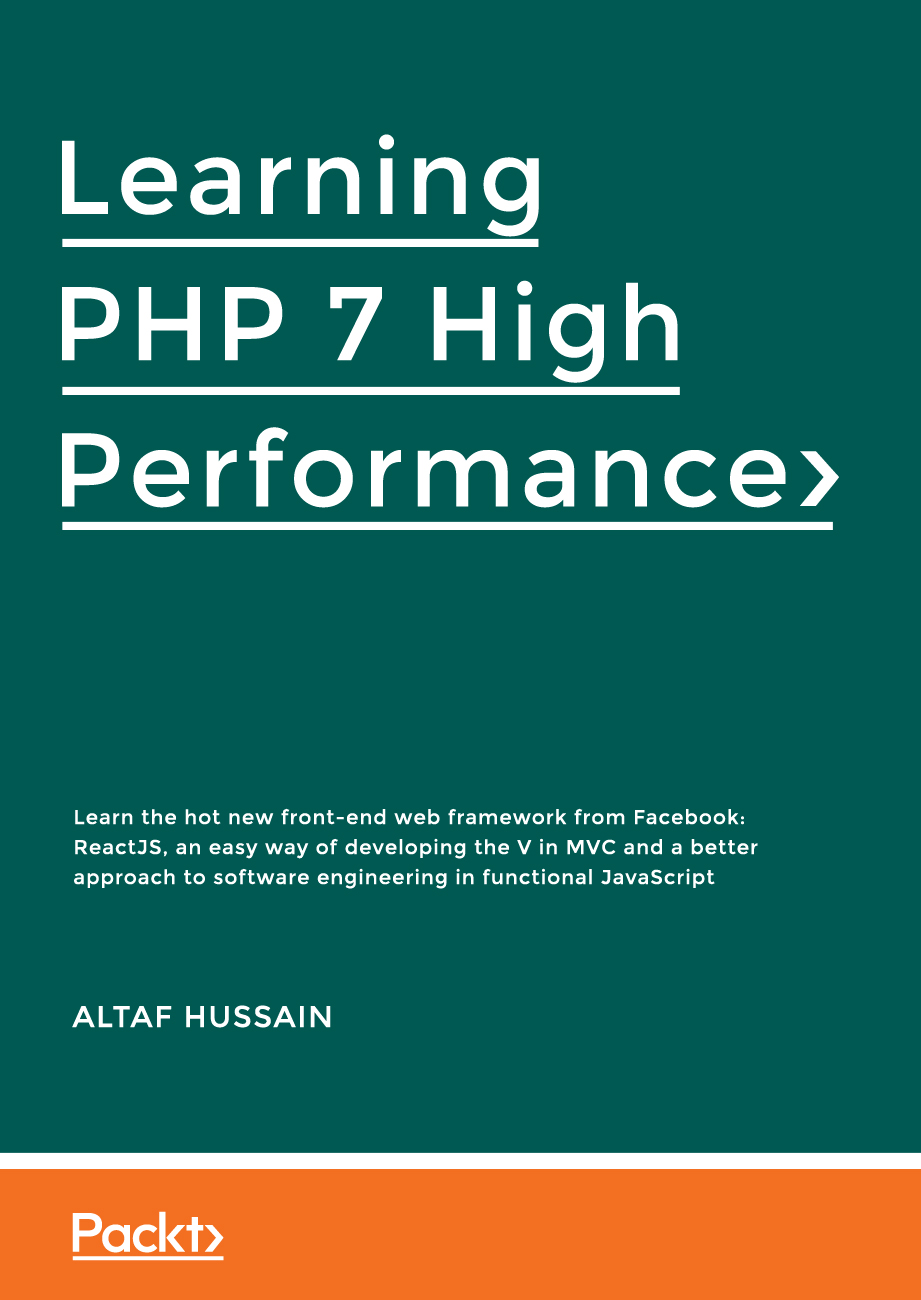 Learning
PHP 7 High
Performance>
Learn the hot new front-end web framework from Facebook:
ReactJS, an easy way of developing the V in MVC and a better
approach to software engineering in functional JavaScript
ALTAF HUSSAIN
Packt>